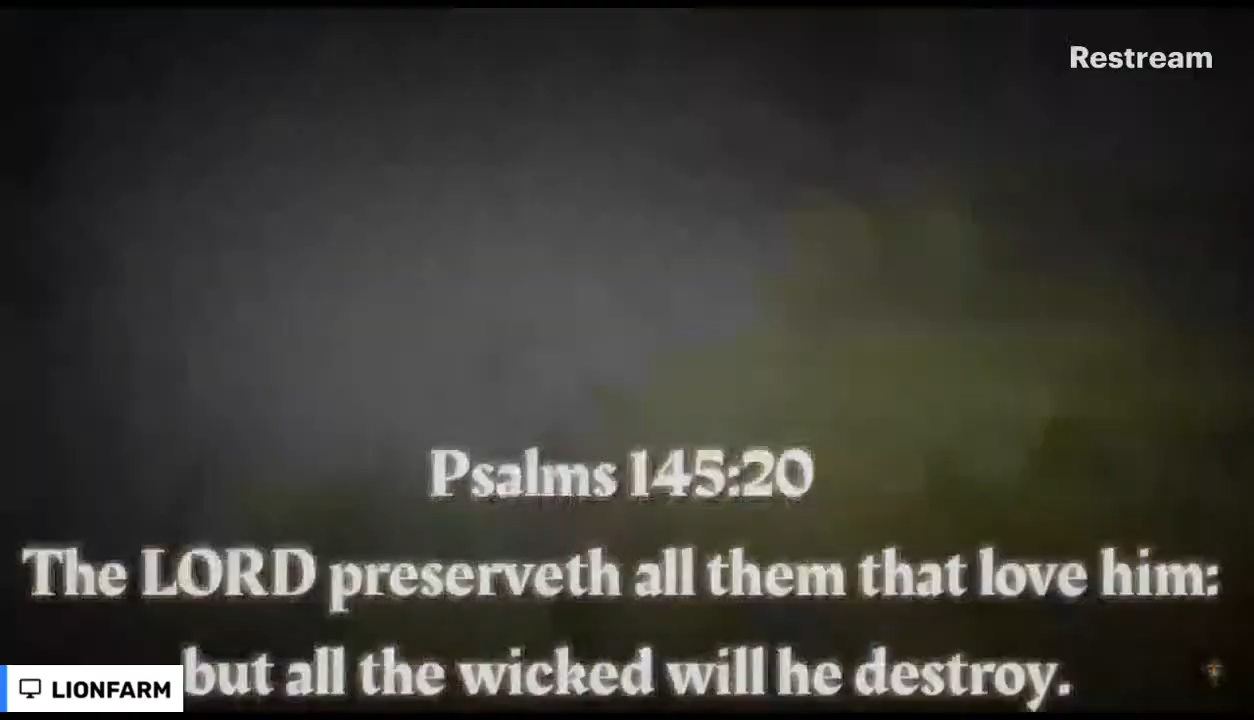 Restream
Psalms 145:20
The LORD preserveth all them that love him:
but all the wicked will he destroy.
LIONFARM